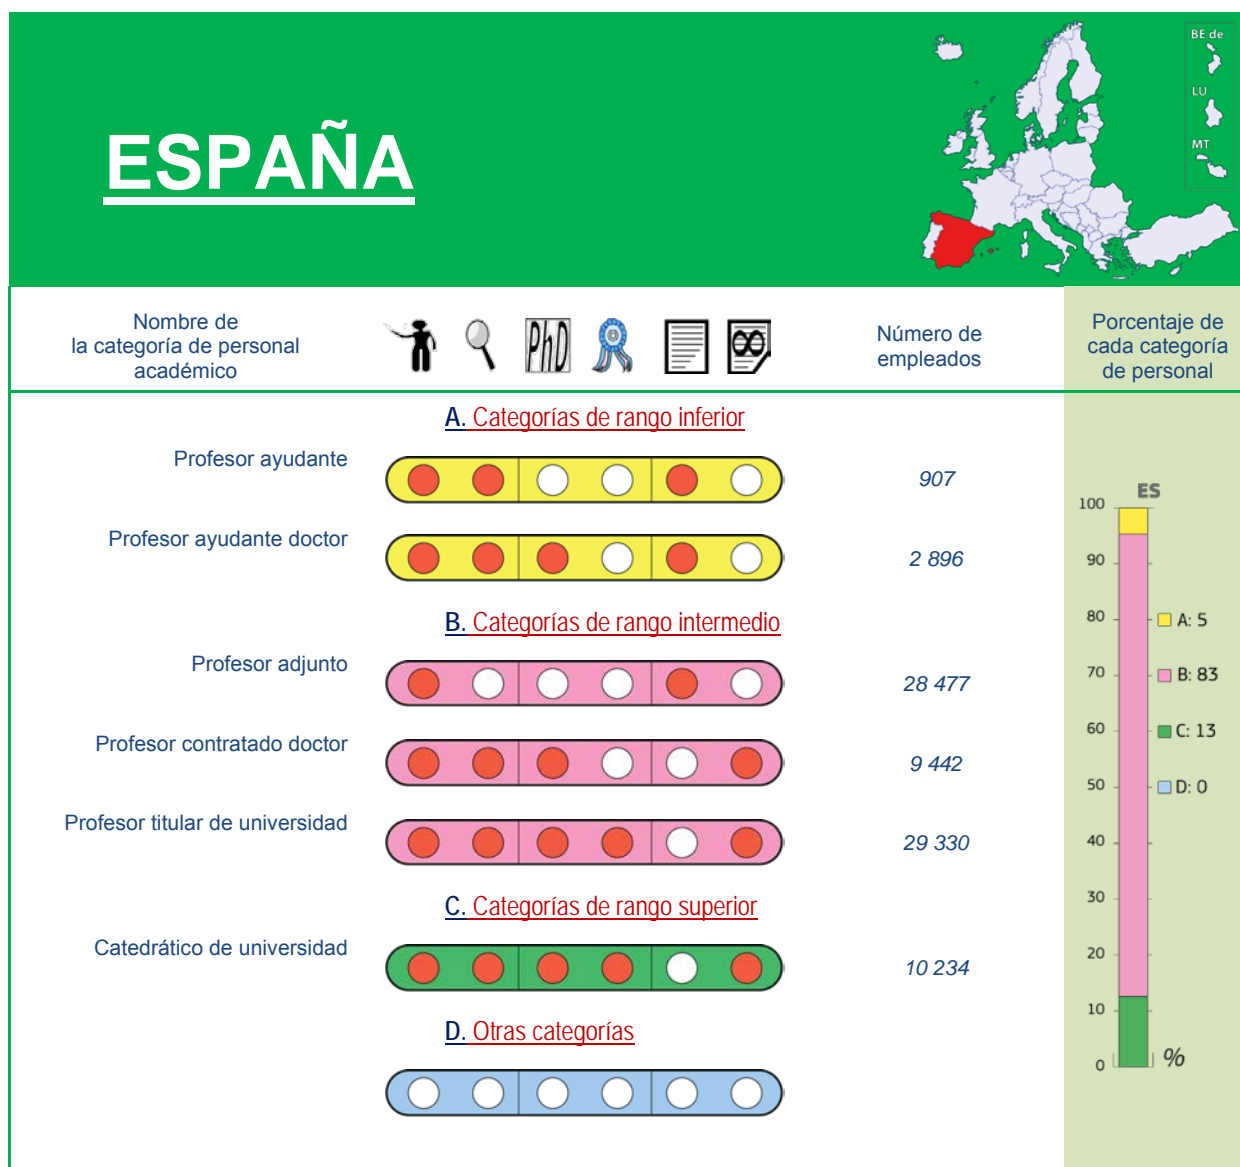 BE de
LU
MT
ESPAÑA
Nombre de
la categoría de personal
académico
PhD
Número de
empleados
Porcentaje de
cada categoría
de personal
A. Categorías de rango inferior
Profesor ayudante
907
Profesor ayudante doctor
2 896
B. Categorías de rango intermedio
Profesor adjunto
28 477
Profesor contratado doctor
9 442
Profesor titular de universidad
29 330
C. Categorías de rango superior
Catedrático de universidad
10 234
D. Otras categorías
ES
100
90
80
70
60
50
40
30
20
10
0
%
A: 5
B: 83
C: 13
D: 0